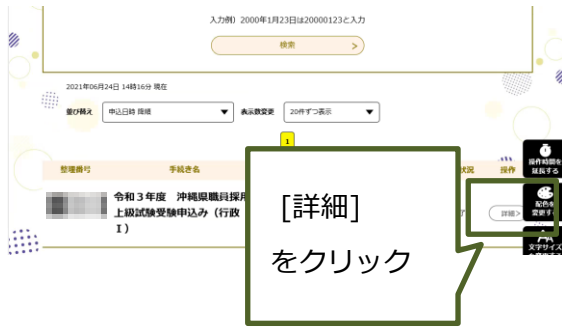 入力例）2000年1月23日は20000123と入力
検索 >
2021年06月24日 14時16分 現在
並び替え 申込日時 降順 ▼ 表示数変更 20件ずつ表示 ▼
1
操作時間を
延長する
整理番号 手続き名 状況 操作
配色を
変更す
令和３年度 沖縄県職員採用
上級試験受験申込み（行政
Ⅰ）
詳細>
文字サイズ
[詳細]
をクリック